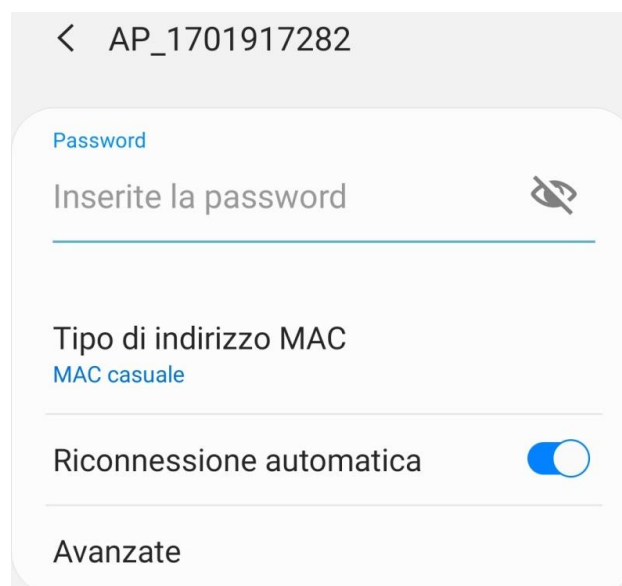 AP_1701917282
Password
Inserite la password
Tipo di indirizzo MAC
MAC casuale
Riconnessione automatica
Avanzate